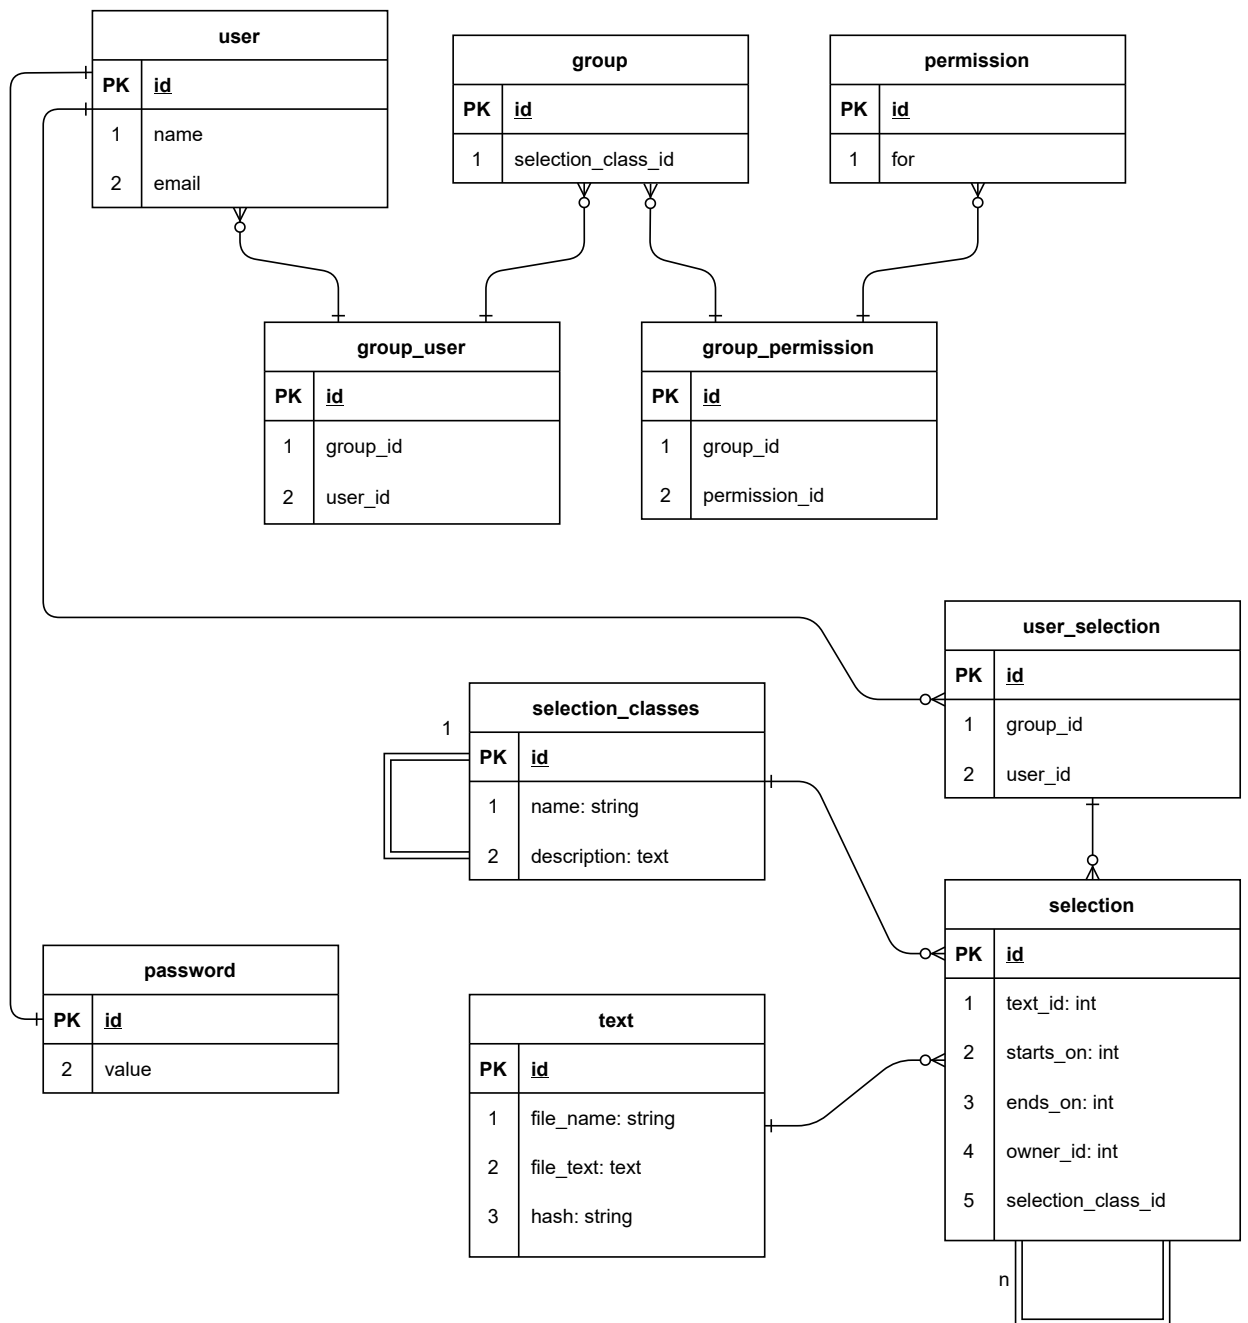 user
PK id
1 name
2 email
group
PK id
1 selection_class_id
permission
PK id
1 for
group_user
PK id
1 group_id
2 user_id
group_permission
PK id
1 group_id
2 permission_id
user_selection
PK id
1 group_id
2 user_id
selection_classes
1
PK id
1 name: string
2 description: text
selection
PK id
1 text_id: int
2 starts_on: int
3 ends_on: int
4 owner_id: int
5 selection_class_id
n
password
PK id
2 value
text
PK id
1 file_name: string
2 file_text: text
3 hash: string